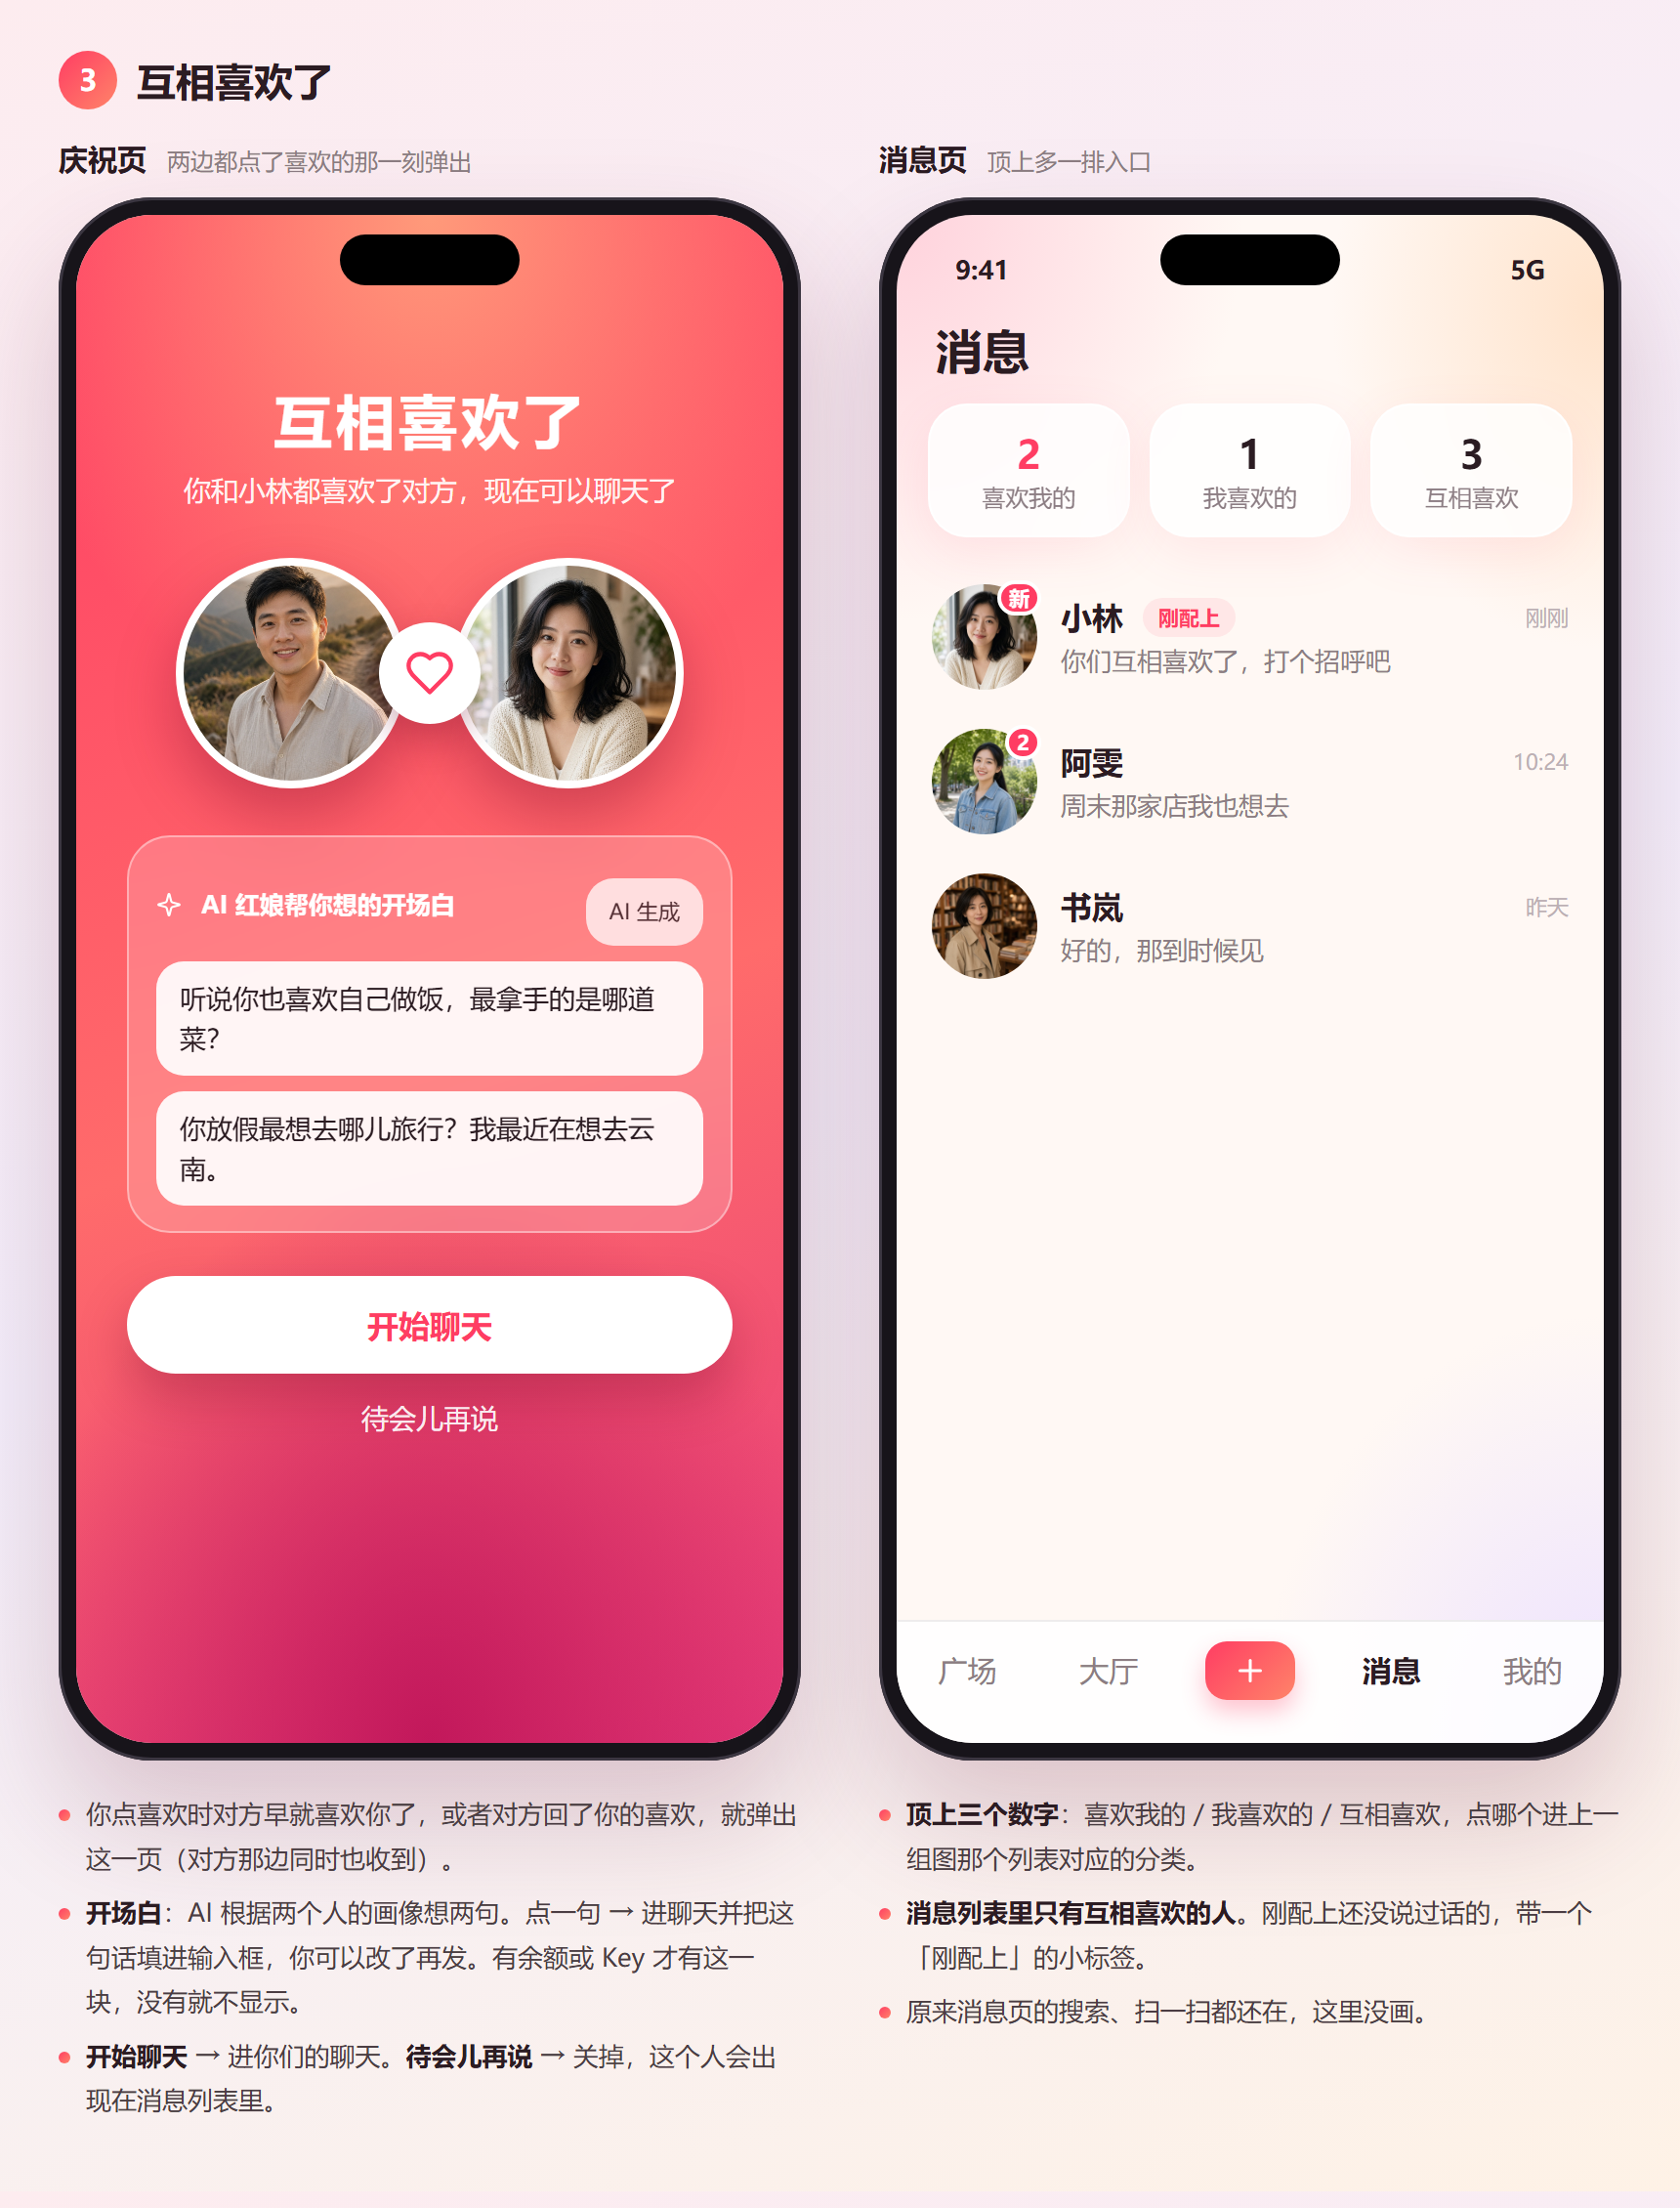 3 互相喜欢了
庆祝页 两边都点了喜欢的那一刻弹出
互相喜欢了
你和小林都喜欢了对方，现在可以聊天了
AI 红娘帮你想的开场白
AI 生成
听说你也喜欢自己做饭，最拿手的是哪道
菜？
你放假最想去哪儿旅行？我最近在想去云
南。
开始聊天
待会儿再说
你点喜欢时对方早就喜欢你了，或者对方回了你的喜欢，就弹出
这一页（对方那边同时也收到）。
开场白：AI 根据两个人的画像想两句。点一句 → 进聊天并把这
句话填进输入框，你可以改了再发。有余额或 Key 才有这一
块，没有就不显示。
开始聊天 → 进你们的聊天。待会儿再说 → 关掉，这个人会出
现在消息列表里。
消息页 顶上多一排入口
9:41 5G
消息
2 1 3
喜欢我的 我喜欢的 互相喜欢
新
小林 刚配上 刚刚
你们互相喜欢了，打个招呼吧
2
阿雯 10:24
周末那家店我也想去
书岚 昨天
好的，那到时候见
广场 大厅 + 消息 我的
顶上三个数字：喜欢我的 / 我喜欢的 / 互相喜欢，点哪个进上一
组图那个列表对应的分类。
消息列表里只有互相喜欢的人。刚配上还没说过话的，带一个
「刚配上」的小标签。
原来消息页的搜索、扫一扫都还在，这里没画。